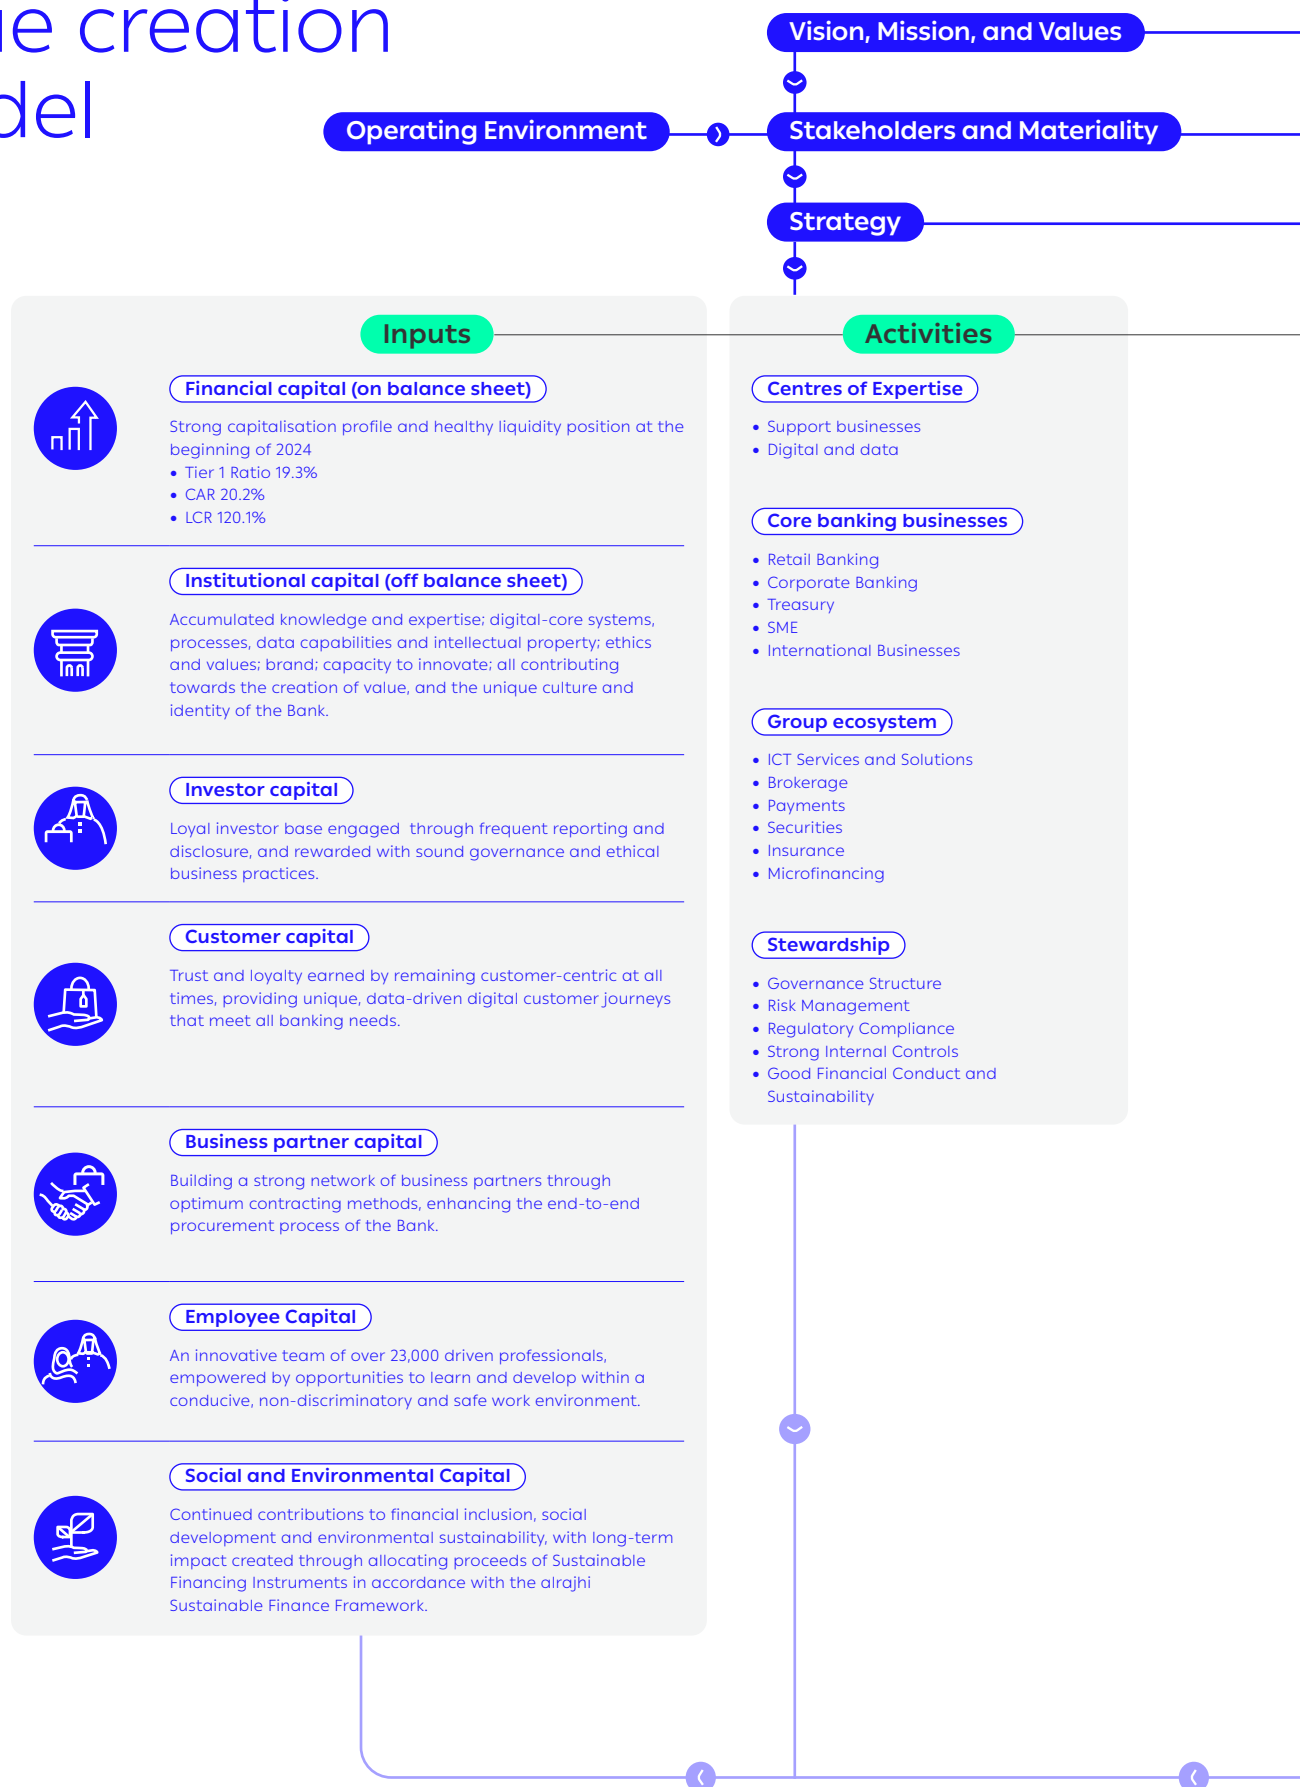 ue creation
del
Vision, Mission, and Values
Operating Environment
Stakeholders and Materiality
Strategy
Inputs
Financial capital (on balance sheet)
Strong capitalisation profile and healthy liquidity position at the
beginning of 2024
• Tier 1 Ratio 19.3%
• CAR 20.2%
• LCR 120.1%
Institutional capital (off balance sheet)
Accumulated knowledge and expertise; digital-core systems,
processes, data capabilities and intellectual property; ethics
and values; brand; capacity to innovate; all contributing
towards the creation of value, and the unique culture and
identity of the Bank.
Investor capital
Loyal investor base engaged through frequent reporting and
disclosure, and rewarded with sound governance and ethical
business practices.
Customer capital
Trust and loyalty earned by remaining customer-centric at all
times, providing unique, data-driven digital customer journeys
that meet all banking needs.
Business partner capital
Building a strong network of business partners through
optimum contracting methods, enhancing the end-to-end
procurement process of the Bank.
Employee Capital
An innovative team of over 23,000 driven professionals,
empowered by opportunities to learn and develop within a
conducive, non-discriminatory and safe work environment.
Social and Environmental Capital
Continued contributions to financial inclusion, social
development and environmental sustainability, with long-term
impact created through allocating proceeds of Sustainable
Financing Instruments in accordance with the alrajhi
Sustainable Finance Framework.
Activities
Centres of Expertise
• Support businesses
• Digital and data
Core banking businesses
• Retail Banking
• Corporate Banking
• Treasury
• SME
• International Businesses
Group ecosystem
• ICT Services and Solutions
• Brokerage
• Payments
• Securities
• Insurance
• Microfinancing
Stewardship
• Governance Structure
• Risk Management
• Regulatory Compliance
• Strong Internal Controls
• Good Financial Conduct and
Sustainability